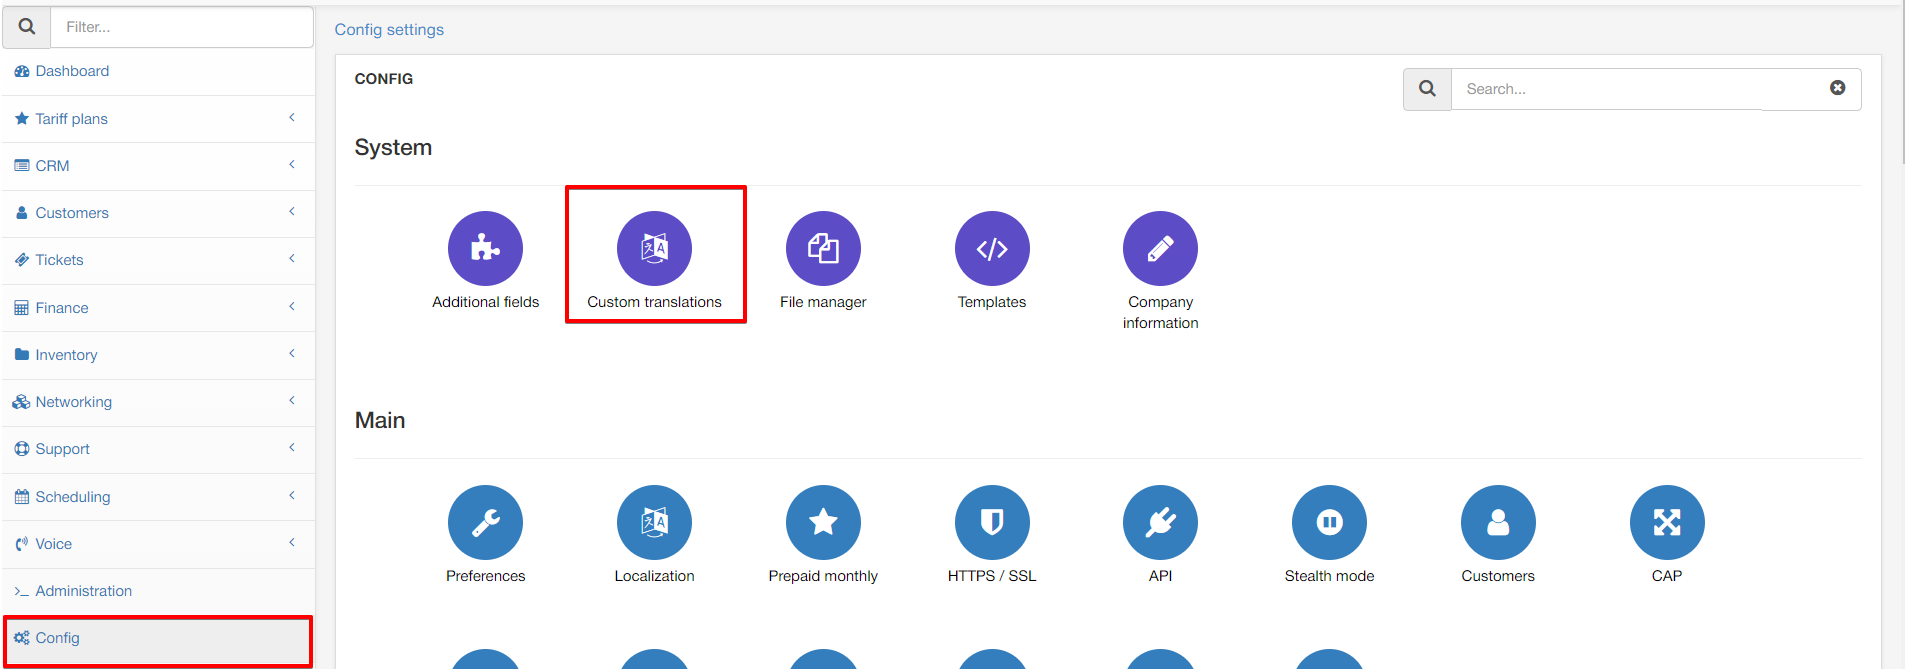 Filter...
Dashboard
Tariff plans
CRM
Customers
Tickets
Finance
Inventory
Networking
Support
Scheduling
Voice
Administration
Config
Config settings
CONFIG
Search...
System
Additional fields
Custom translations
File manager
Templates
Company
information
Main
Preferences
Localization
Prepaid monthly
HTTPS / SSL
API
Stealth mode
Customers
CAP